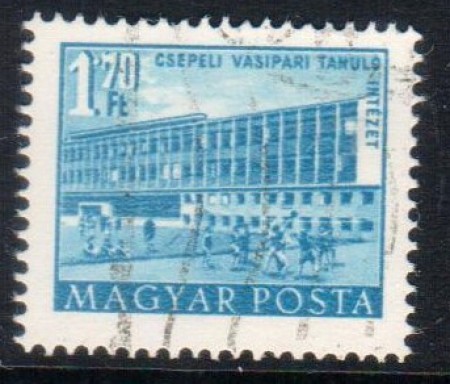 1.70
Ft
CSEPELI VASIPARI TANULÓ
INTÉZET
MAGYAR POSTA